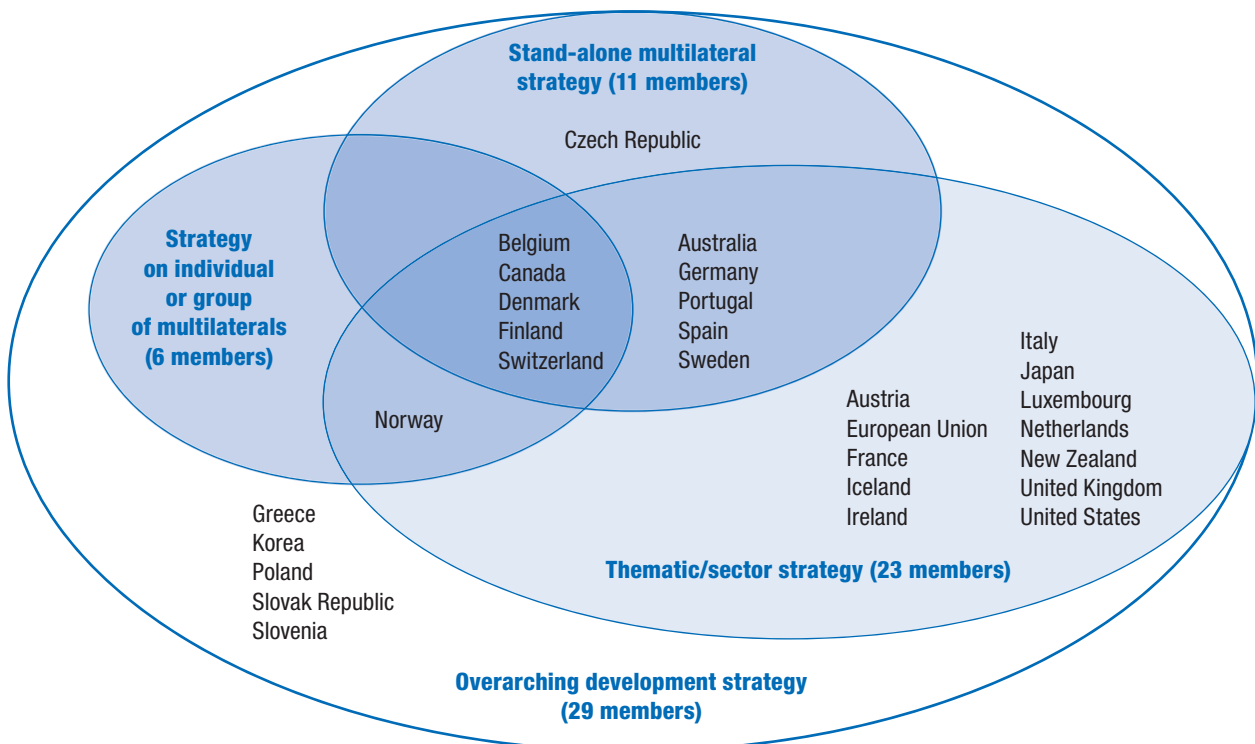 Stand-alone multilateral
strategy (11 members)
Czech Republic
Strategy
on individual
or group
of multilaterals
(6 members)
Belgium
Canada
Denmark
Finland
Switzerland
Australia
Germany
Portugal
Spain
Sweden
Norway
Austria
European Union
France
Iceland
Ireland
Italy
Japan
Luxembourg
Netherlands
New Zealand
United Kingdom
United States
Greece
Korea
Poland
Slovak Republic
Slovenia
Thematic/sector strategy (23 members)
Overarching development strategy
(29 members)